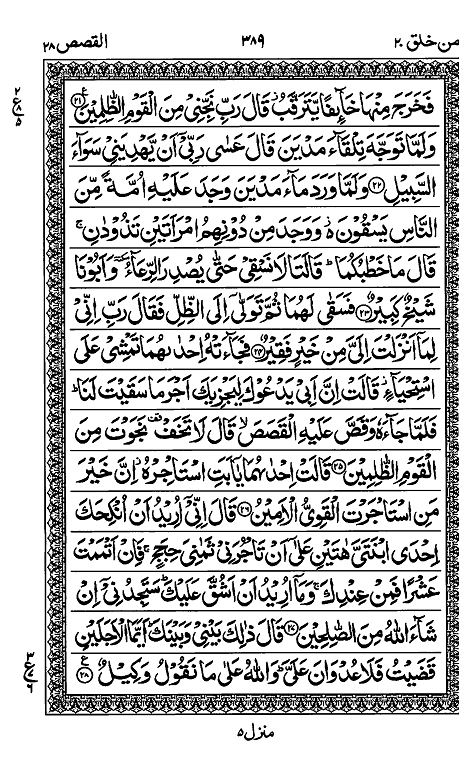 امن خلق ٢٠
٣٨٩
القصص ٢٨
فَخَرَجَ مِنْهَا خَآئِفًا يَّتَرَقَّبُ قَالَ رَبِّ نَجِّنِيْ مِنَ الْقَوْمِ الظّٰلِمِيْنَ ﴿٢١﴾ ع
وَلَمَّا تَوَجَّهَ تِلْقَآءَ مَدْيَنَ قَالَ عَسٰى رَبِّيْٓ اَنْ يَّهْدِيَنِيْ سَوَآءَ
السَّبِيْلِ ﴿٢٢﴾ وَلَمَّا وَرَدَ مَآءَ مَدْيَنَ وَجَدَ عَلَيْهِ اُمَّةً مِّنَ
النَّاسِ يَسْقُوْنَ ۥ٥ وَوَجَدَ مِنْ دُوْنِهِمُ امْرَاَتَيْنِ تَذُوْدٰنِ ۚ
قَالَ مَا خَطْبُكُمَا ؕ قَالَتَا لَا نَسْقِيْ حَتّٰى يُصْدِرَ الرِّعَآءُ ٚ وَاَبُوْنَا
شَيْخٌ كَبِيْرٌ ﴿٢٣﴾ فَسَقٰى لَهُمَا ثُمَّ تَوَلّٰٓى اِلَى الظِّلِّ فَقَالَ رَبِّ اِنِّيْ
لِمَآ اَنْزَلْتَ اِلَيَّ مِنْ خَيْرٍ فَقِيْرٌ ﴿٢٤﴾ فَجَآءَتْهُ اِحْدٰىهُمَا تَمْشِيْ عَلَى
اسْتِحْيَآءٍ ؗ قَالَتْ اِنَّ اَبِيْ يَدْعُوْكَ لِيَجْزِيَكَ اَجْرَ مَا سَقَيْتَ لَنَا ؕ
فَلَمَّا جَآءَهٗ وَقَصَّ عَلَيْهِ الْقَصَصَ ۙ قَالَ لَا تَخَفْ ٚ نَجَوْتَ مِنَ
الْقَوْمِ الظّٰلِمِيْنَ ﴿٢٥﴾ قَالَتْ اِحْدٰىهُمَا يٰٓاَبَتِ اسْتَاْجِرْهُ ؗ اِنَّ خَيْرَ
مَنِ اسْتَاْجَرْتَ الْقَوِيُّ الْاَمِيْنُ ﴿٢٦﴾ قَالَ اِنِّيْٓ اُرِيْدُ اَنْ اُنْكِحَكَ
اِحْدَى ابْنَتَيَّ هٰتَيْنِ عَلٰٓى اَنْ تَاْجُرَنِيْ ثَمٰنِيَ حِجَجٍ ۚ فَاِنْ اَتْمَمْتَ
عَشْرًا فَمِنْ عِنْدِكَ ۚ وَمَآ اُرِيْدُ اَنْ اَشُقَّ عَلَيْكَ ؕ سَتَجِدُنِيْٓ اِنْ
شَآءَ اللّٰهُ مِنَ الصّٰلِحِيْنَ ﴿٢٧﴾ قَالَ ذٰلِكَ بَيْنِيْ وَبَيْنَكَ ؕ اَيَّمَا الْاَجَلَيْنِ
قَضَيْتُ فَلَا عُدْوَانَ عَلَيَّ ؕ وَاللّٰهُ عَلٰى مَا نَقُوْلُ وَكِيْلٌ ﴿٢٨﴾ ع
منزل ٥